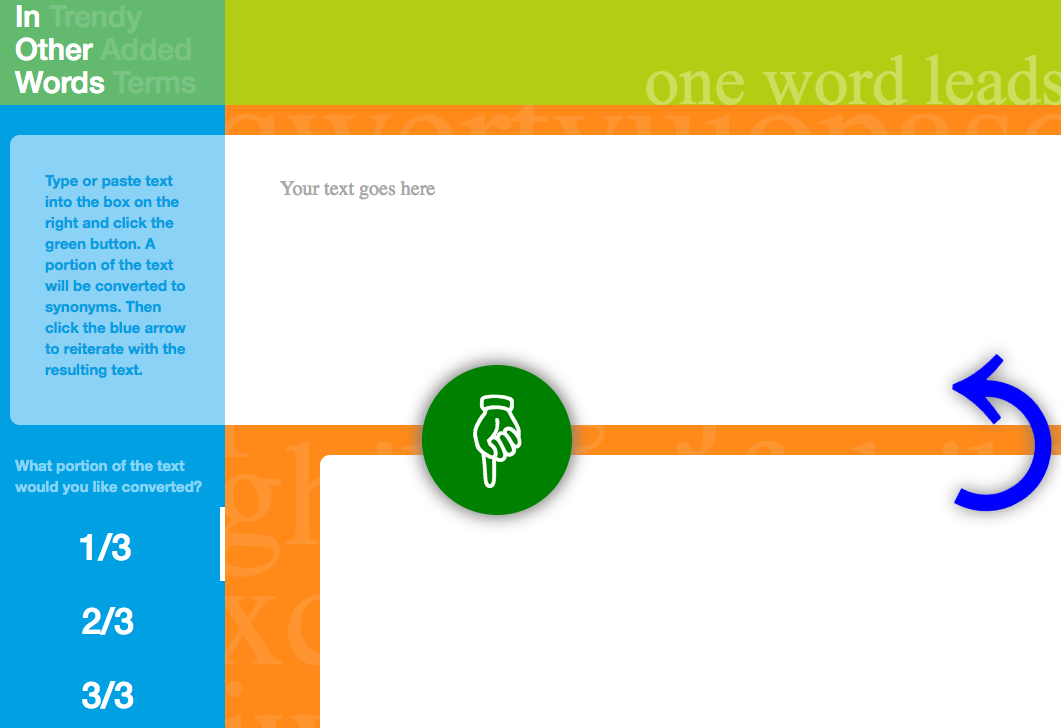 In Trendy
Other Added
Words Terms
one word leads
Type or paste text
into the box on the
right and click the
green button. A
portion of the text
will be converted to
synonyms. Then
click the blue arrow
to reiterate with the
resulting text.
Your text goes here
What portion of the text
would you like converted?
1/3
2/3
3/3